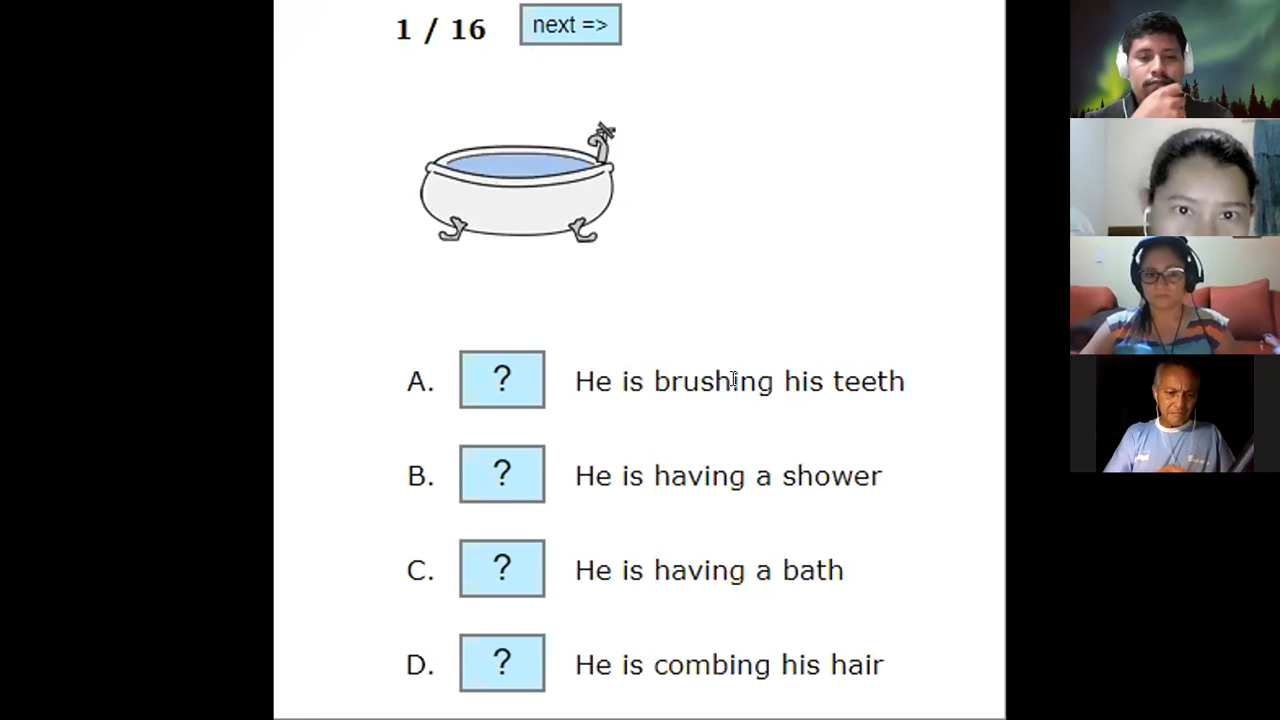 1 / 16 next =>
A. ? He is brushing his teeth
B. ? He is having a shower
C. ? He is having a bath
D. ? He is combing his hair